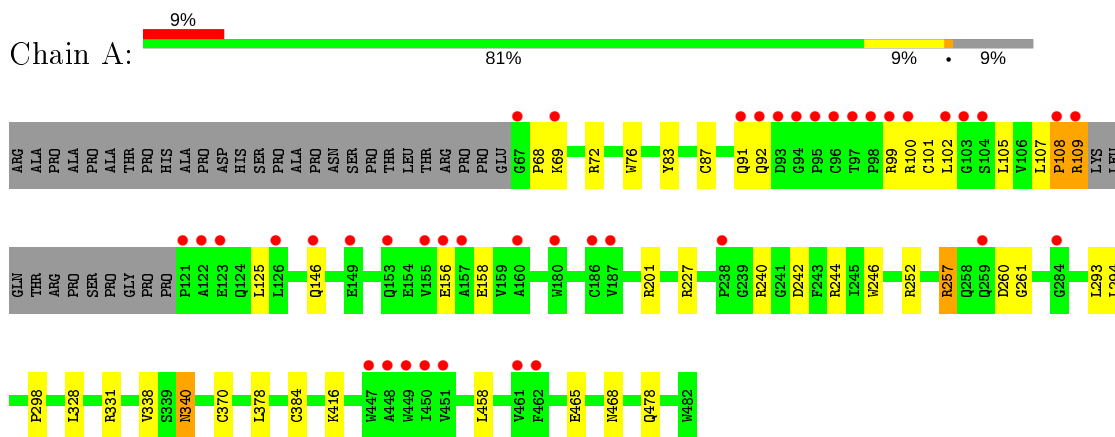 9%
Chain A:
81% 9% • 9%
ARG ALA PRO ALA PRO ALA THR PRO HIS ALA PRO ASP HIS SER PRO ALA PRO ASN SER PRO THR LEU THR ARG PRO PRO GLU G67 P68 K69 R72 W76 Y83 C87 Q91 Q92 D93 G94 P95 C96 T97 P98 R99 R100 C101 L102 G103 S104 L105 V106 L107 P108 R109 LYS LEU
GLN THR ARG PRO SER PRO GLY PRO PRO P121 A122 E123 Q124 L125 L126 Q146 E149 Q153 E154 V155 E156 A157 E158 V159 A160 W180 C186 V187 R201 R227 P238 G239 R240 G241 D242 F243 R244 I245 W246 R252 R257 Q258 Q259 D260 G261 G284 L293 L294
P298 L328 R331 V338 S339 N340 C370 L378 C384 K416 W447 A448 W449 I450 V451 L458 V461 F462 E465 N468 Q478 W482